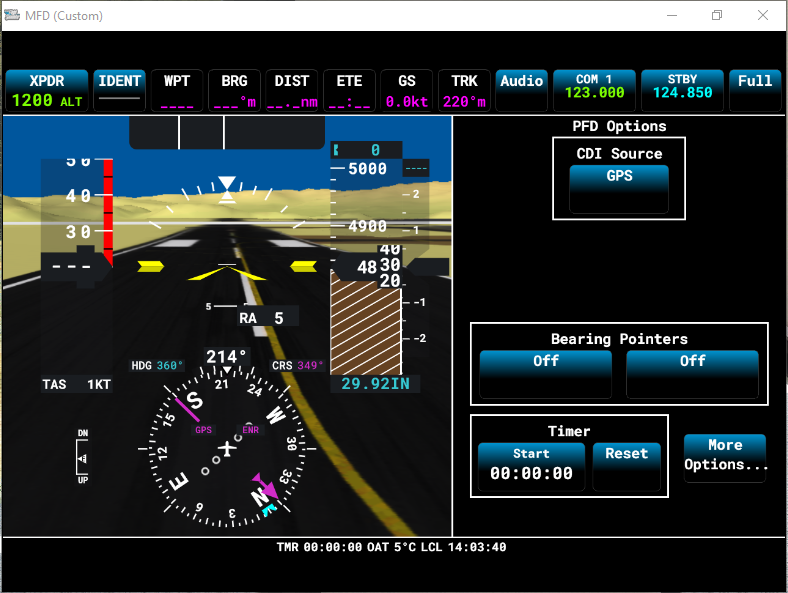 MFD (Custom)
XPDR IDENT WPT BRG DIST ETE GS TRK Audio COM 1 STBY Full
1200 ALT ____ ___°m __._nm __:__ 0.0kt 220°m 123.000 124.850
PFD Options
CDI Source
GPS
0
5000
----
50
40
30
2
4900
1
---
40
48 30
20
5
RA 5
1
2
214°
HDG 360° CRS 349°
TAS 1KT
29.92IN
21 24 S W 15 30 12 33 E N 6 3
GPS ENR
DN
UP
Bearing Pointers
Off Off
Timer
Start
00:00:00
Reset
More
Options...
TMR 00:00:00 OAT 5°C LCL 14:03:40